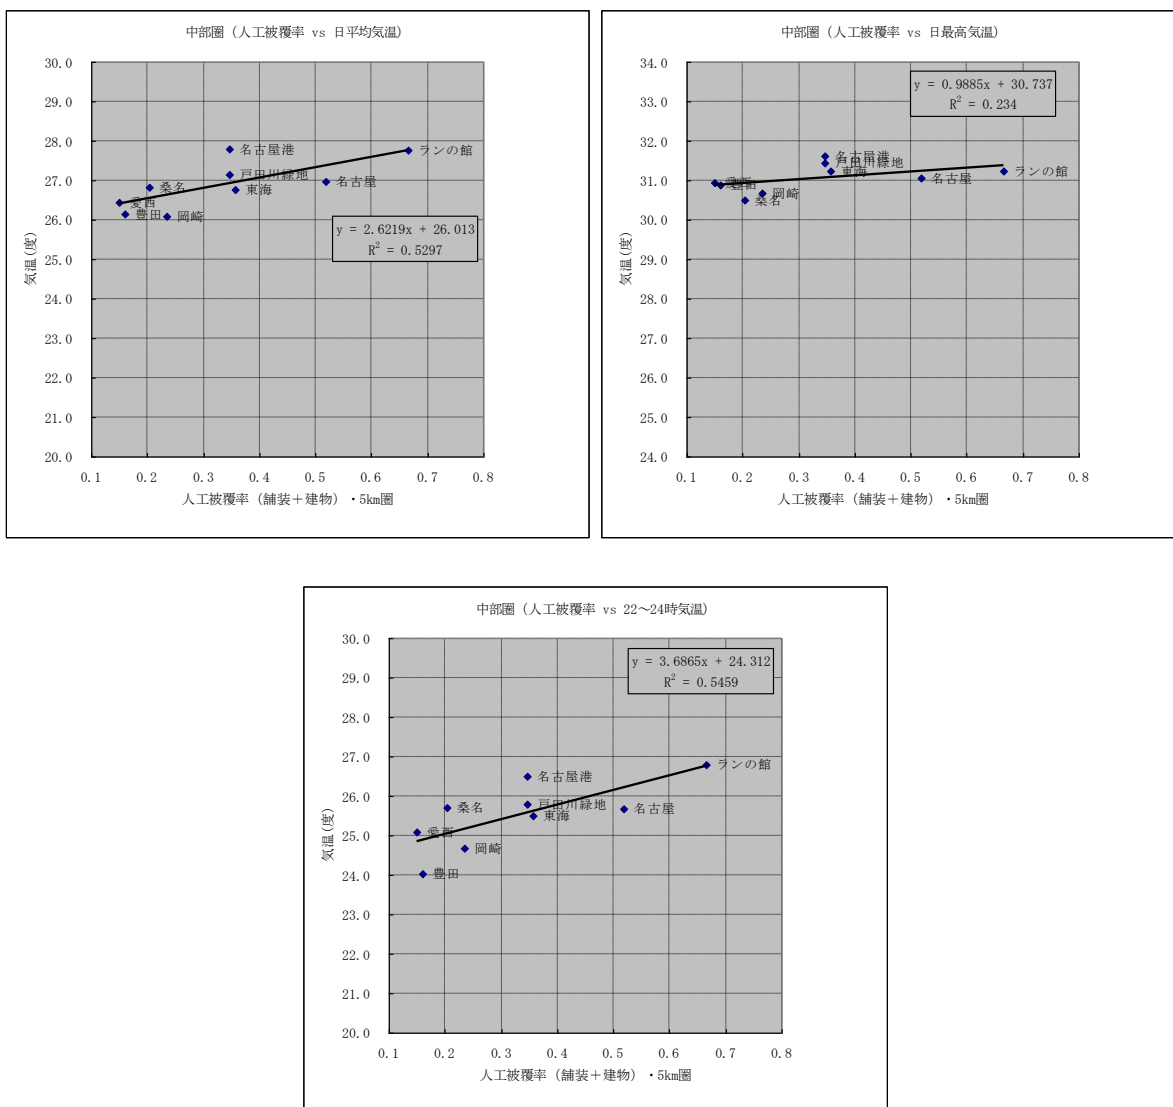 中部圏（人工被覆率 vs 日平均気温）
30.0
29.0
28.0
27.0
26.0
25.0
24.0
23.0
22.0
21.0
20.0
気温(度)
名古屋港
ランの館
戸田川緑地
名古屋
桑名
東海
愛西
豊田
岡崎
y = 2.6219x + 26.013
R² = 0.5297
0.1 0.2 0.3 0.4 0.5 0.6 0.7 0.8
人工被覆率（舗装＋建物）・5km圏
中部圏（人工被覆率 vs 日最高気温）
34.0
33.0
32.0
31.0
30.0
29.0
28.0
27.0
26.0
25.0
24.0
気温(度)
y = 0.9885x + 30.737
R² = 0.234
名古屋港
戸田川緑地
東海
ランの館
名古屋
愛西
豊田
岡崎
桑名
0.1 0.2 0.3 0.4 0.5 0.6 0.7 0.8
人工被覆率（舗装＋建物）・5km圏
中部圏（人工被覆率 vs 22～24時気温）
30.0
29.0
28.0
27.0
26.0
25.0
24.0
23.0
22.0
21.0
20.0
気温(度)
y = 3.6865x + 24.312
R² = 0.5459
ランの館
名古屋港
桑名
戸田川緑地
名古屋
東海
愛西
岡崎
豊田
0.1 0.2 0.3 0.4 0.5 0.6 0.7 0.8
人工被覆率（舗装＋建物）・5km圏